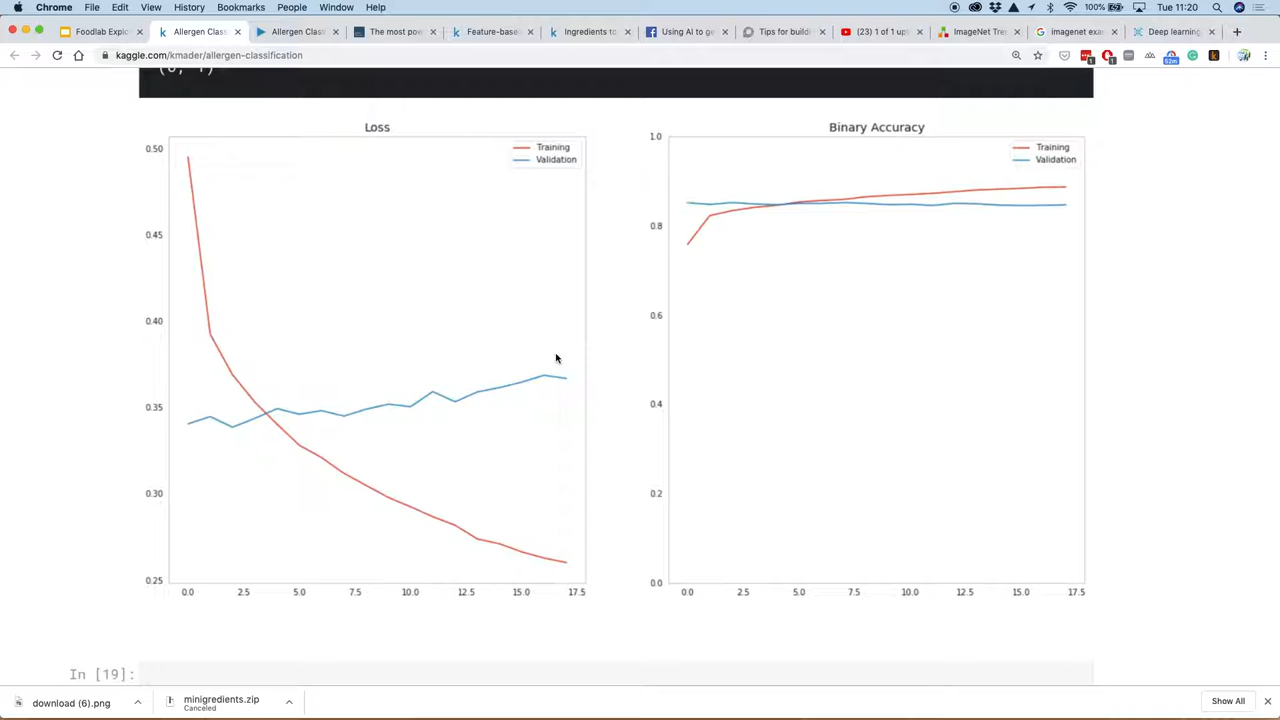 Chrome File Edit View History Bookmarks People Window Help 100% Tue 11:20
Foodlab Explo Allergen Clas Allergen Class The most pow Feature-base Ingredients to Using AI to ge Tips for buildi (23) 1 of 1 upl ImageNet Tre imagenet exa Deep learning
kaggle.com/kmader/allergen-classification
Loss
Training
Validation
0.50
0.45
0.40
0.35
0.30
0.25
0.0 2.5 5.0 7.5 10.0 12.5 15.0 17.5
Binary Accuracy
Training
Validation
1.0
0.8
0.6
0.4
0.2
0.0
0.0 2.5 5.0 7.5 10.0 12.5 15.0 17.5
In [19]:
download (6).png
minigredients.zip
Canceled
Show All